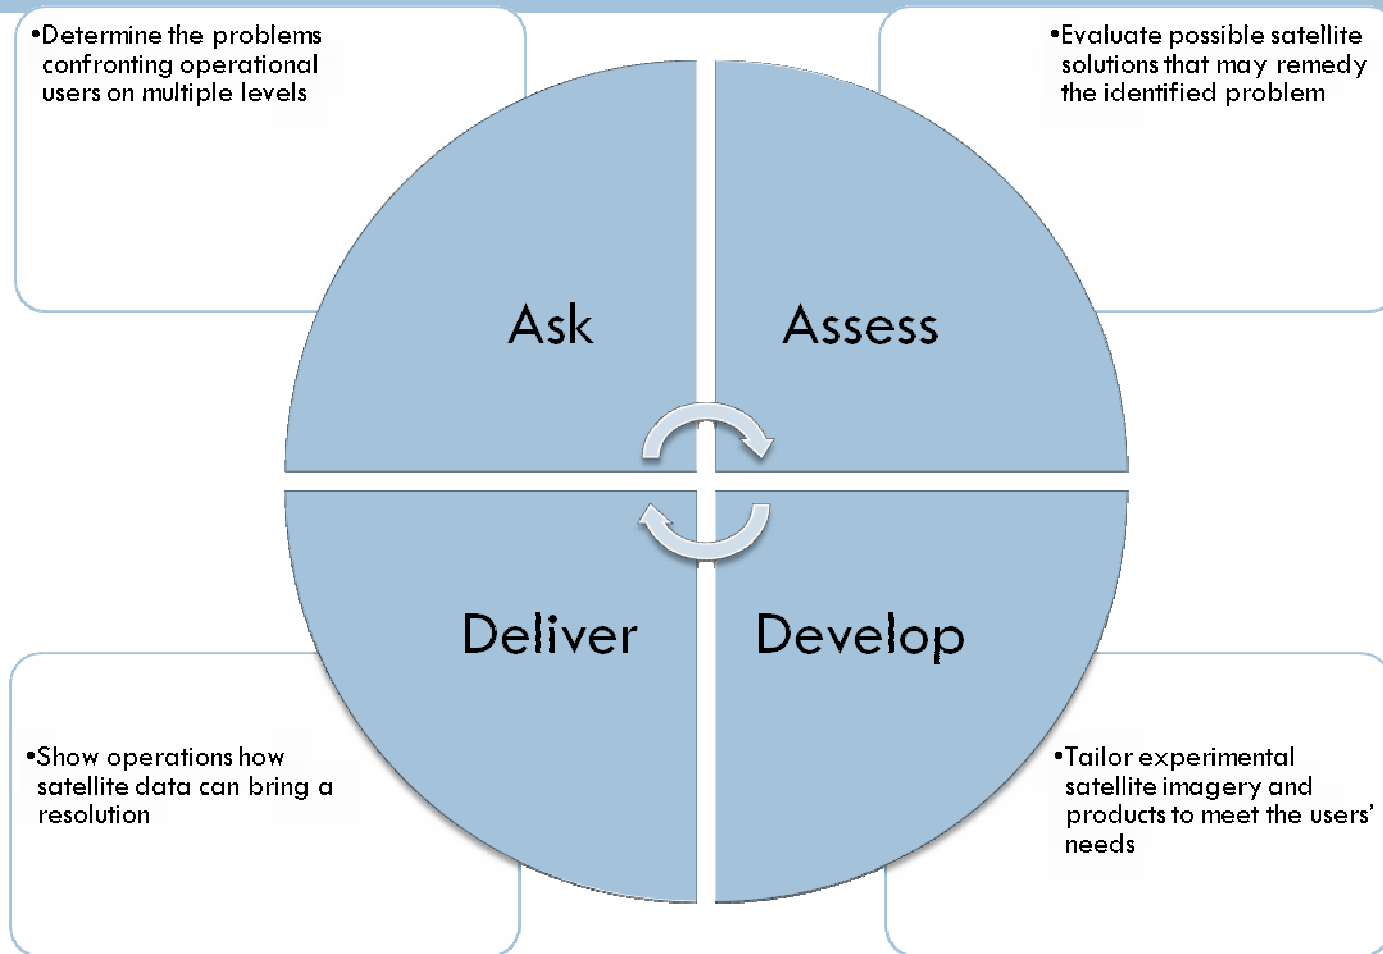 •Determine the problems
confronting operational
users on multiple levels
•Evaluate possible satellite
solutions that may remedy
the identified problem
Ask
Assess
Deliver
Develop
•Show operations how
satellite data can bring a
resolution
•Tailor experimental
satellite imagery and
products to meet the users’
needs